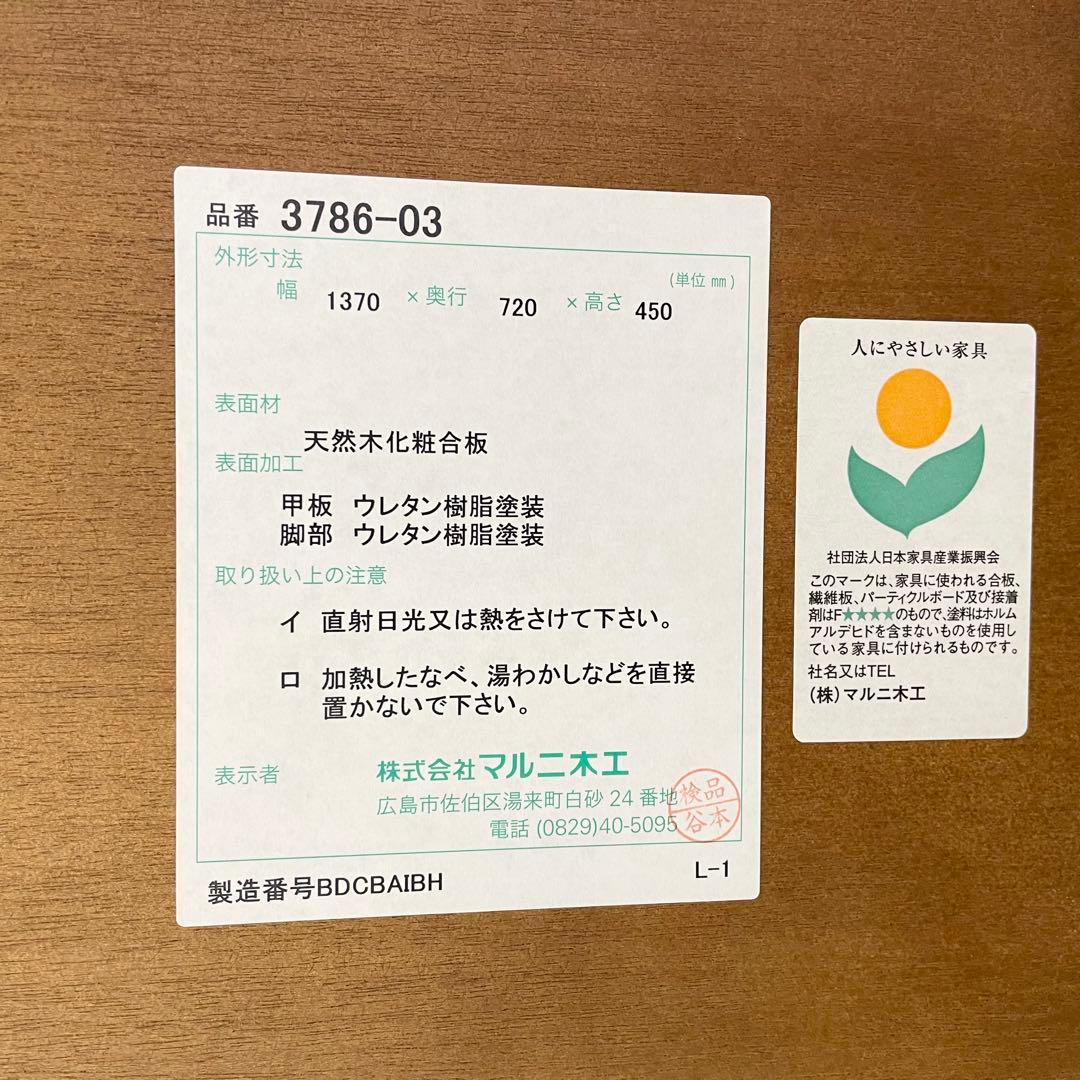 品番 3786-03
外形寸法
(単位 mm)
幅 1370 × 奥行 720 × 高さ 450
表面材
天然木化粧合板
表面加工
甲板 ウレタン樹脂塗装
脚部 ウレタン樹脂塗装
取り扱い上の注意
イ 直射日光又は熱をさけて下さい。
ロ 加熱したなべ、湯わかしなどを直接
置かないで下さい。
表示者 株式会社マルニ木工
広島市佐伯区湯来町白砂 24 番地
電話 (0829)40-5095
検品
谷本
製造番号BDCBAIBH
L-1
人にやさしい家具
社団法人日本家具産業振興会
このマークは、家具に使われる合板、
繊維板、パーティクルボード及び接着
剤はF★★★★のもので、塗料はホルム
アルデヒドを含まないものを使用し
ている家具に付けられるものです。
社名又はTEL
(株)マルニ木工